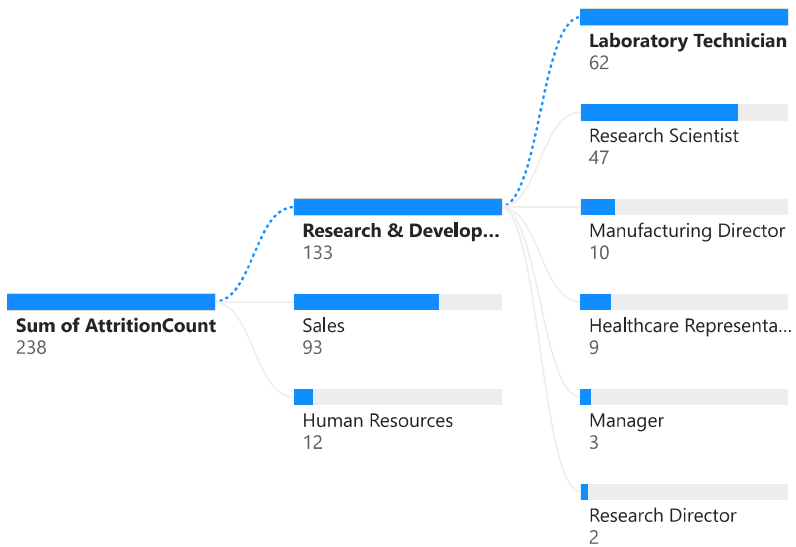 Sum of AttritionCount
238
Research & Develop...
133
Sales
93
Human Resources
12
Laboratory Technician
62
Research Scientist
47
Manufacturing Director
10
Healthcare Representa...
9
Manager
3
Research Director
2